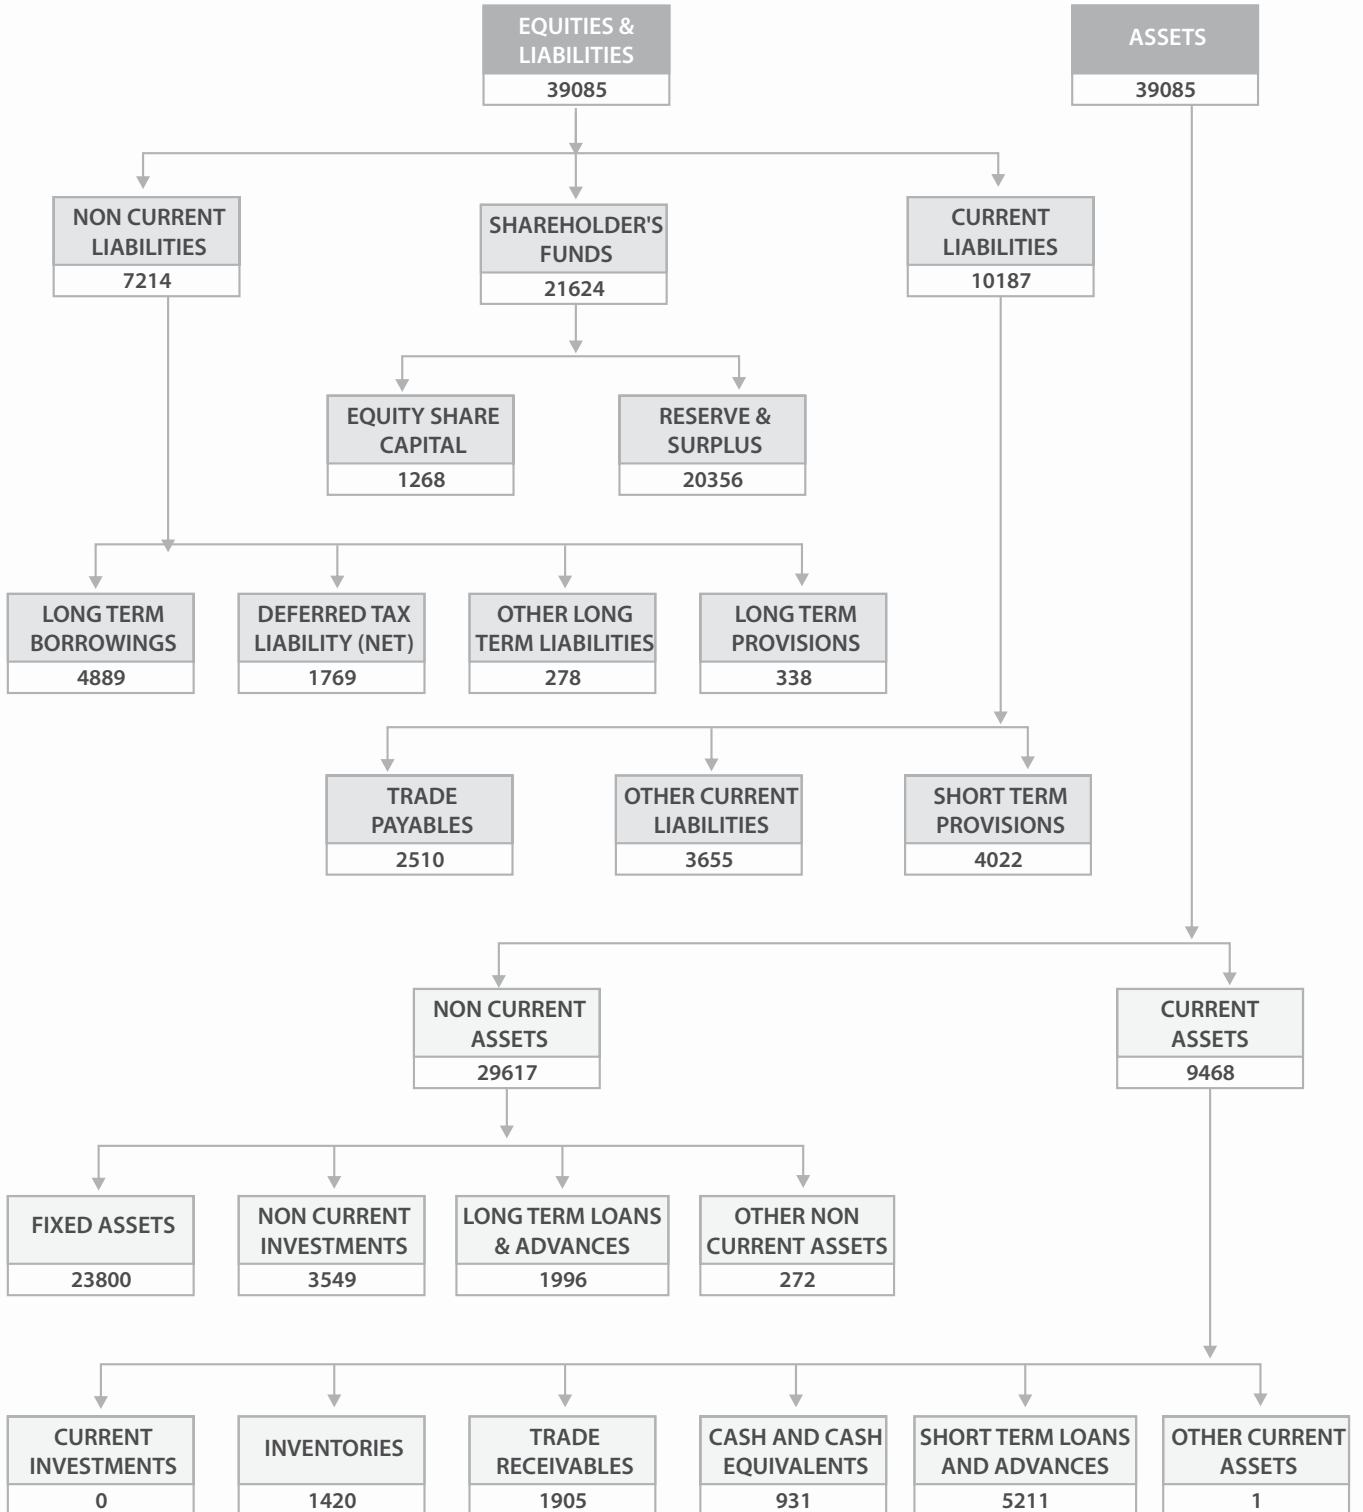 EQUITIES &
LIABILITIES
39085
ASSETS
39085
NON CURRENT
LIABILITIES
7214
SHAREHOLDER'S
FUNDS
21624
CURRENT
LIABILITIES
10187
EQUITY SHARE
CAPITAL
1268
RESERVE &
SURPLUS
20356
LONG TERM
BORROWINGS
4889
DEFERRED TAX
LIABILITY (NET)
1769
OTHER LONG
TERM LIABILITIES
278
LONG TERM
PROVISIONS
338
TRADE
PAYABLES
2510
OTHER CURRENT
LIABILITIES
3655
SHORT TERM
PROVISIONS
4022
NON CURRENT
ASSETS
29617
CURRENT
ASSETS
9468
FIXED ASSETS
23800
NON CURRENT
INVESTMENTS
3549
LONG TERM LOANS
& ADVANCES
1996
OTHER NON
CURRENT ASSETS
272
CURRENT
INVESTMENTS
0
INVENTORIES
1420
TRADE
RECEIVABLES
1905
CASH AND CASH
EQUIVALENTS
931
SHORT TERM LOANS
AND ADVANCES
5211
OTHER CURRENT
ASSETS
1